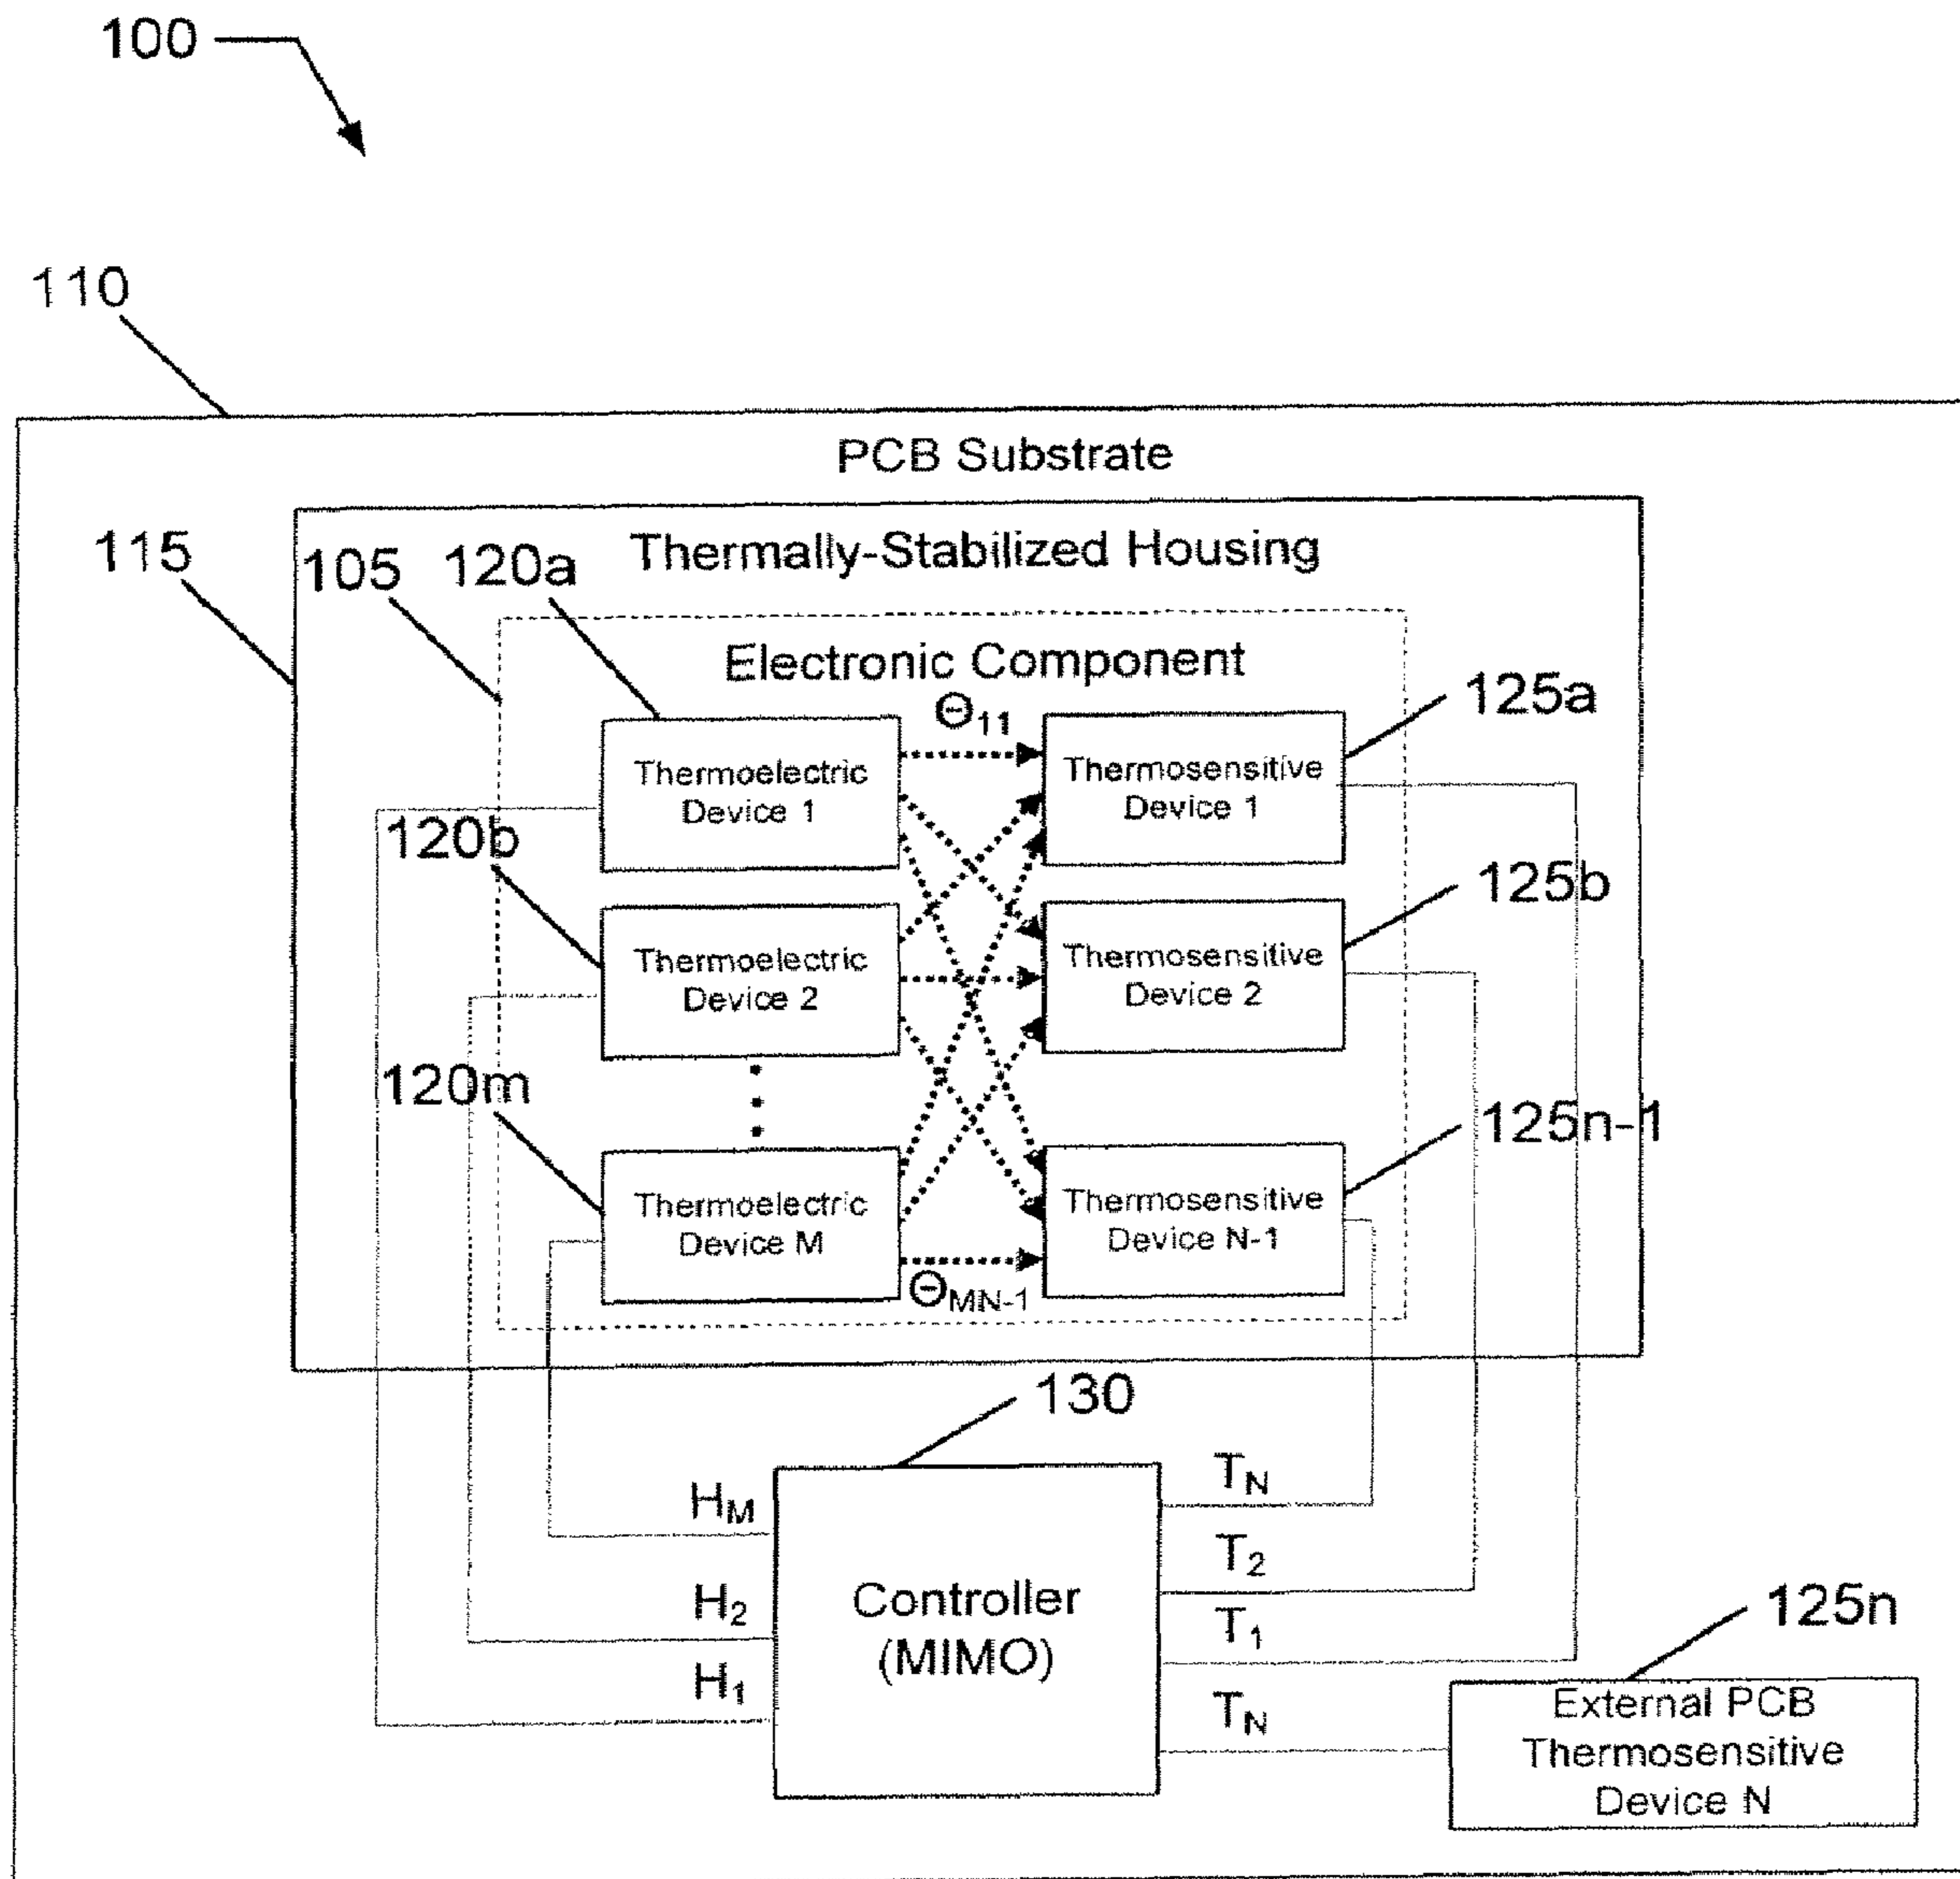 100
110
PCB Substrate
115
105
120a
Thermally-Stabilized Housing
Electronic Component
Θ11
125a
Thermoelectric
Device 1
Thermosensitive
Device 1
120b
125b
Thermoelectric
Device 2
Thermosensitive
Device 2
120m
125n-1
Thermoelectric
Device M
Thermosensitive
Device N-1
ΘMN-1
130
HM
TN
H2
T2
Controller
(MIMO)
T1
H1
TN
125n
External PCB
Thermosensitive
Device N